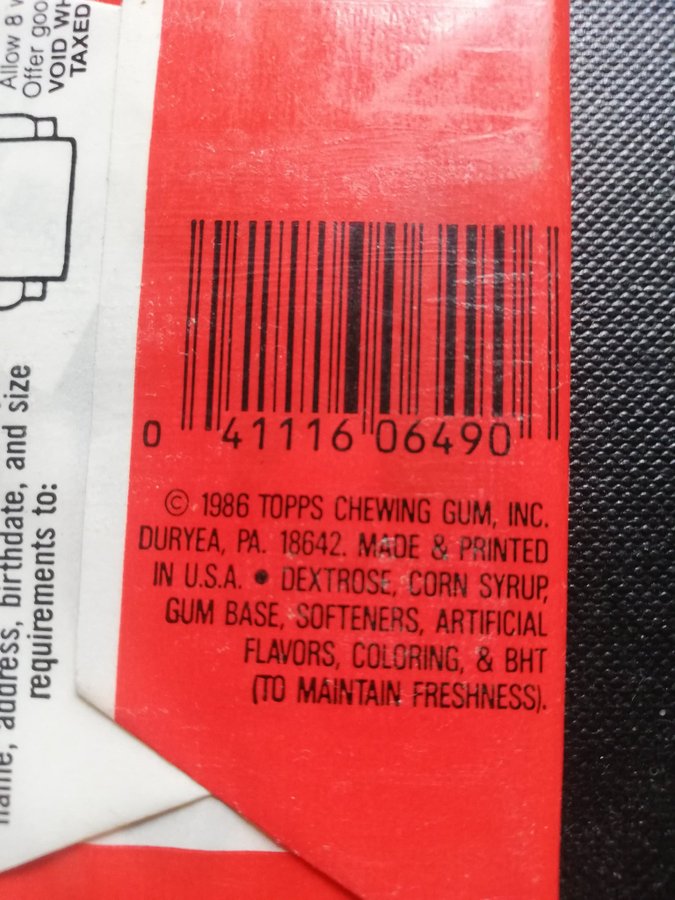 Allow 8 w
Offer goo
VOID WH
TAXED
address, birthdate, and size
requirements to:
0 41116 06490
© 1986 TOPPS CHEWING GUM, INC.
DURYEA, PA. 18642. MADE & PRINTED
IN U.S.A. • DEXTROSE, CORN SYRUP,
GUM BASE, SOFTENERS, ARTIFICIAL
FLAVORS, COLORING, & BHT
(TO MAINTAIN FRESHNESS).